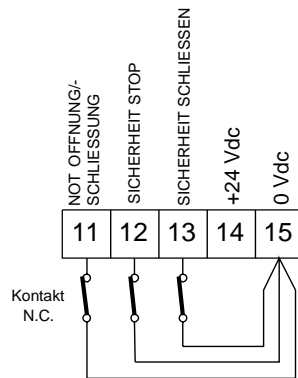 NOT OFFNUNG/-
SCHLIESSUNG
SICHERHEIT STOP
SICHERHEIT SCHLIESSEN
+24 Vdc
0 Vdc
11 12 13 14 15
Kontakt
N.C.